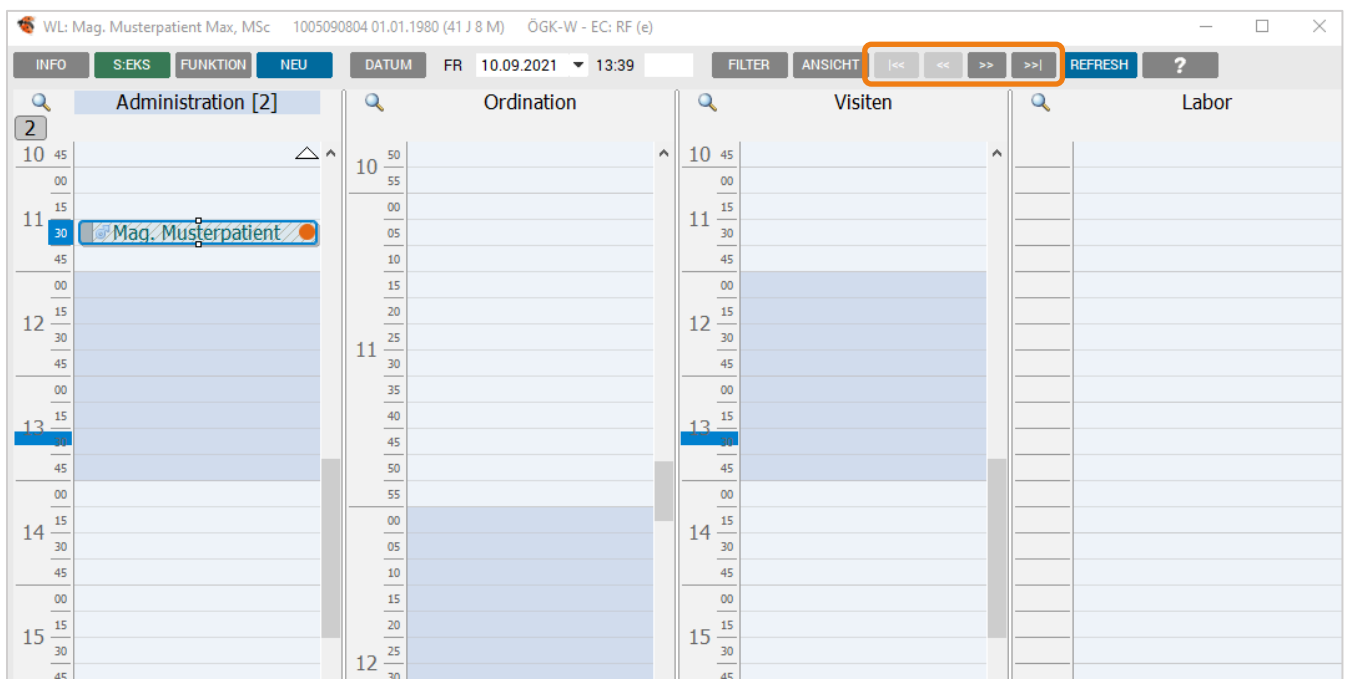 WL: Mag. Musterpatient Max, MSc 1005090804 01.01.1980 (41 J 8 M) ÖGK-W - EC: RF (e)
INFO S:EKS FUNKTION NEU DATUM FR 10.09.2021 13:39 FILTER ANSICHT |<< << >> >>| REFRESH ?
Administration [2] Ordination Visiten Labor
2
10 45 10 50 10 45
00 55 00
11 15 00 11 15
30 Mag. Musterpatient 05 30
45 10 45
00 15 00
12 15 20 12 15
30 11 25 30
45 30 45
00 35 00
13 15 40 13 15
30 45 30
45 50 45
00 55 00
14 15 00 14 15
30 05 30
45 10 45
00 15 00
15 15 20 15 15
30 12 25 30
45 30 45